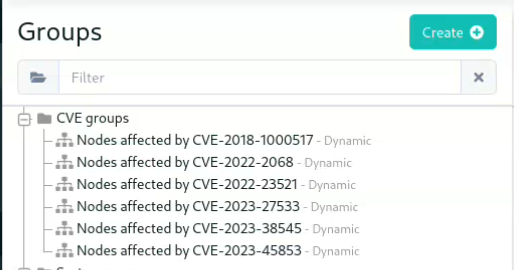 Groups
Create
Filter
CVE groups
Nodes affected by CVE-2018-1000517 - Dynamic
Nodes affected by CVE-2022-2068 - Dynamic
Nodes affected by CVE-2022-23521 - Dynamic
Nodes affected by CVE-2023-27533 - Dynamic
Nodes affected by CVE-2023-38545 - Dynamic
Nodes affected by CVE-2023-45853 - Dynamic